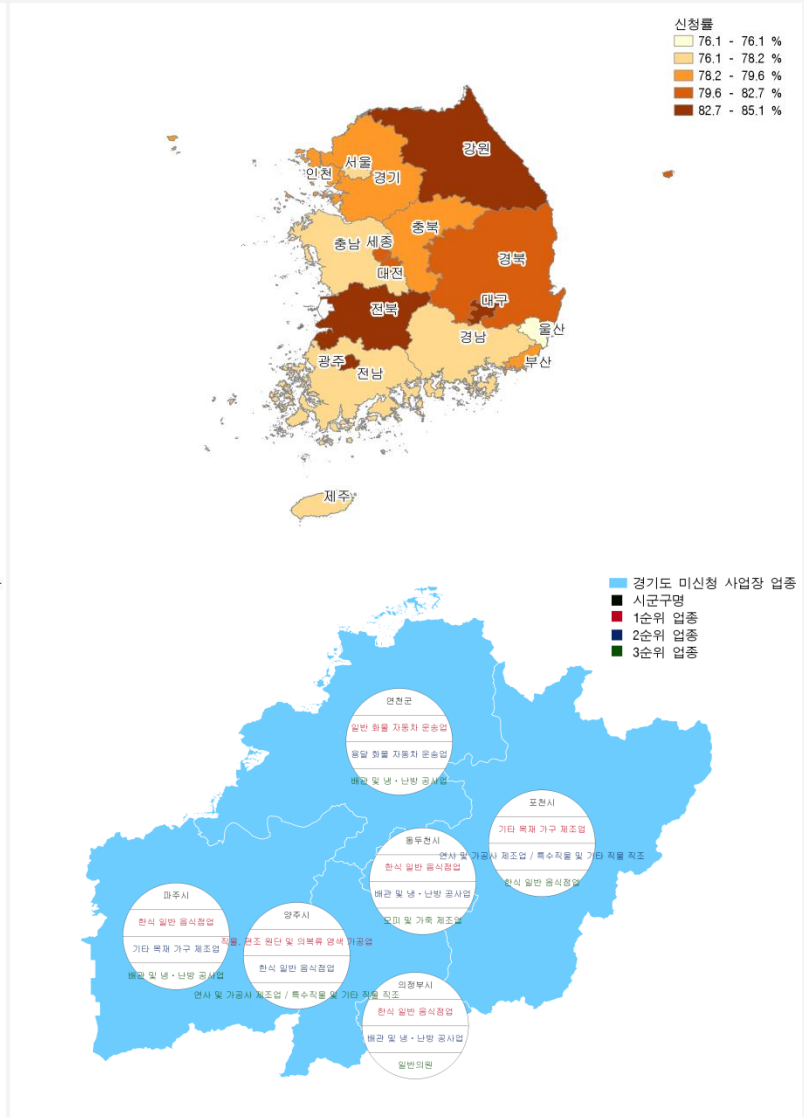 신청률
76.1 - 76.1 %
76.1 - 78.2 %
78.2 - 79.6 %
79.6 - 82.7 %
82.7 - 85.1 %
강원
서울
인천
경기
충북
충남
세종
경북
대전
전북
대구
경남
울산
광주
전남
부산
제주
경기도 미신청 사업장 업종
시군구명
1순위 업종
2순위 업종
3순위 업종
연천군
일반 화물 자동차 운송업
용달 화물 자동차 운송업
배관 및 냉・난방 공사업
포천시
기타 목재 가구 제조업
연사 및 가공사 제조업 / 특수직물 및 기타 직물 직조
한식 일반 음식점업
동두천시
한식 일반 음식점업
배관 및 냉・난방 공사업
모피 및 가죽 제조업
파주시
한식 일반 음식점업
기타 목재 가구 제조업
배관 및 냉・난방 공사업
양주시
직물, 편조 원단 및 의복류 염색 가공업
한식 일반 음식점업
연사 및 가공사 제조업 / 특수직물 및 기타 직물 직조
의정부시
한식 일반 음식점업
배관 및 냉・난방 공사업
일반의원